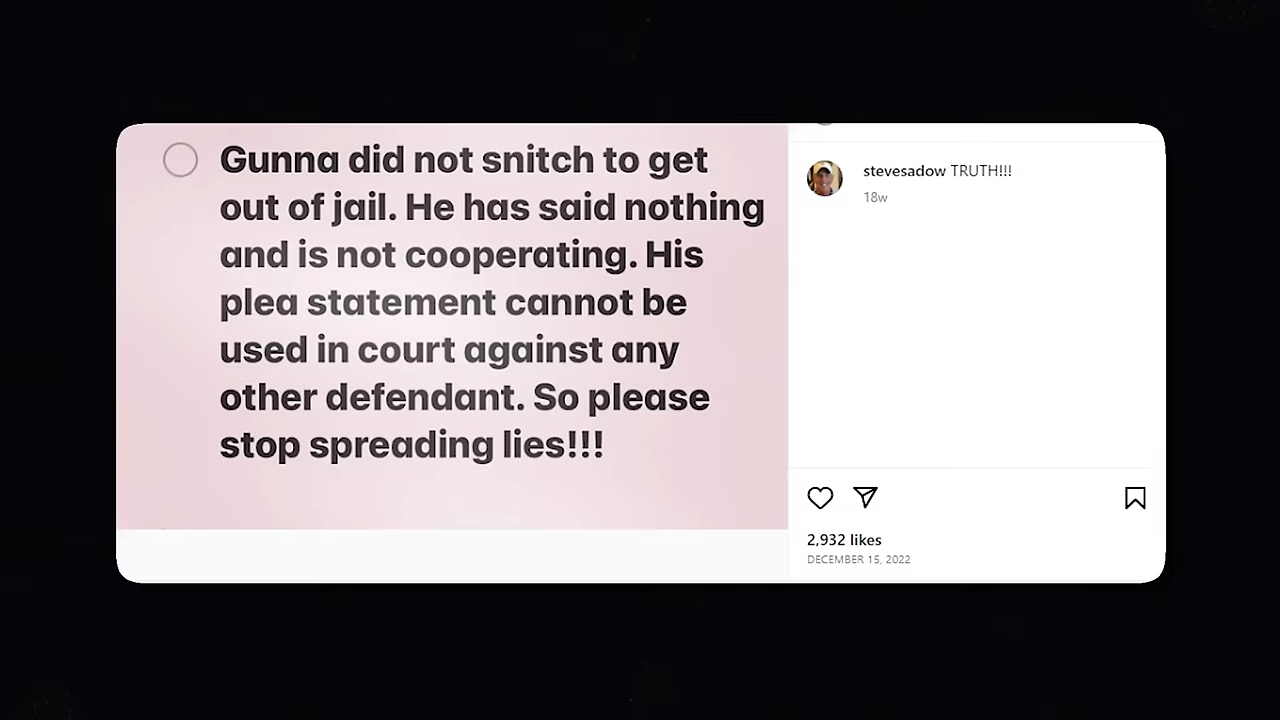 Gunna did not snitch to get
out of jail. He has said nothing
and is not cooperating. His
plea statement cannot be
used in court against any
other defendant. So please
stop spreading lies!!!
stevesadow TRUTH!!!
18w
2,932 likes
DECEMBER 15, 2022